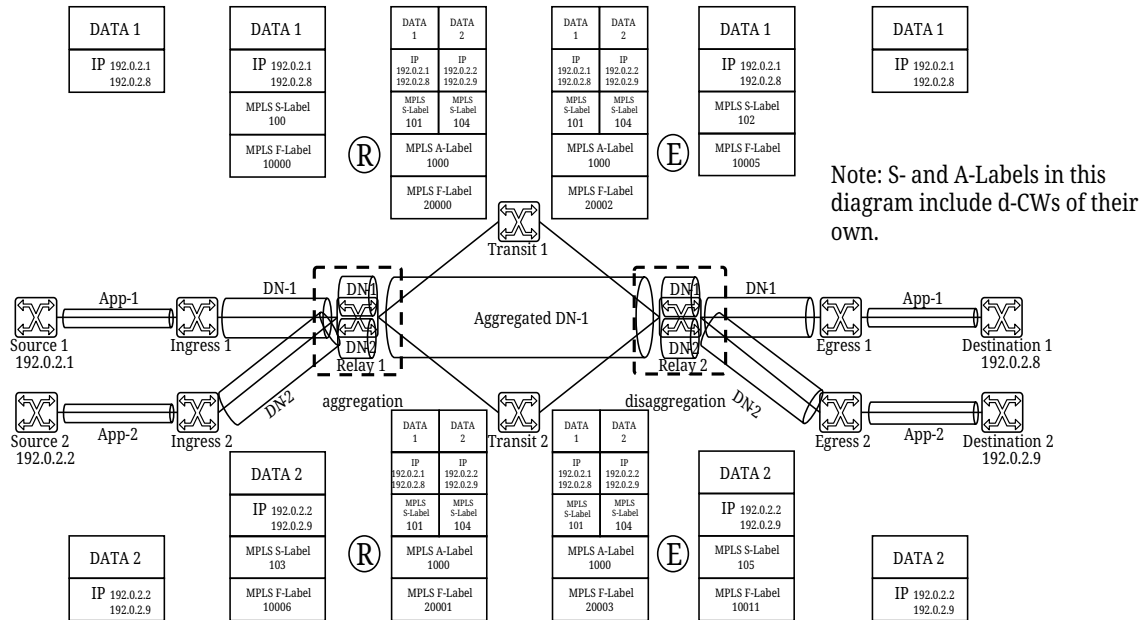 DATA 1
IP 192.0.2.1
192.0.2.8
DATA 1
IP 192.0.2.1
192.0.2.8
MPLS S-Label
100
MPLS F-Label
10000
R
DATA
1
DATA
2
IP
192.0.2.1
192.0.2.8
IP
192.0.2.2
192.0.2.9
MPLS
S-Label
101
MPLS
S-Label
104
MPLS A-Label
1000
MPLS F-Label
20000
DATA
1
DATA
2
IP
192.0.2.1
192.0.2.8
IP
192.0.2.2
192.0.2.9
MPLS
S-Label
101
MPLS
S-Label
104
MPLS A-Label
1000
MPLS F-Label
20002
E
DATA 1
IP 192.0.2.1
192.0.2.8
MPLS S-Label
102
MPLS F-Label
10005
DATA 1
IP 192.0.2.1
192.0.2.8
Note: S- and A-Labels in this
diagram include d-CWs of their
own.
Transit 1
App-1
DN-1
DN-1
Aggregated DN-1
DN-1
DN-1
App-1
Source 1
192.0.2.1
Ingress 1
DN-2
Relay 1
DN-2
Relay 2
Egress 1
Destination 1
192.0.2.8
DN-2
aggregation
disaggregation
DN-2
App-2
Source 2
192.0.2.2
Ingress 2
Transit 2
Egress 2
App-2
Destination 2
192.0.2.9
DATA 2
IP 192.0.2.2
192.0.2.9
DATA 2
IP 192.0.2.2
192.0.2.9
MPLS S-Label
103
MPLS F-Label
10006
R
DATA
1
DATA
2
IP
192.0.2.1
192.0.2.8
IP
192.0.2.2
192.0.2.9
MPLS
S-Label
101
MPLS
S-Label
104
MPLS A-Label
1000
MPLS F-Label
20001
DATA
1
DATA
2
IP
192.0.2.1
192.0.2.8
IP
192.0.2.2
192.0.2.9
MPLS
S-Label
101
MPLS
S-Label
104
MPLS A-Label
1000
MPLS F-Label
20003
E
DATA 2
IP 192.0.2.2
192.0.2.9
MPLS S-Label
105
MPLS F-Label
10011
DATA 2
IP 192.0.2.2
192.0.2.9